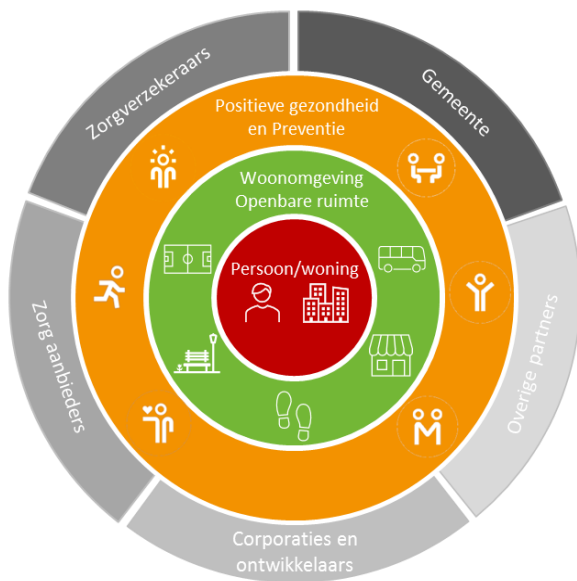 Zorgverzekeraars
Gemeente
Positieve gezondheid
en Preventie
Woonomgeving
Openbare ruimte
Persoon/woning
Zorg aanbieders
Overige partners
Corporaties en
ontwikkelaars